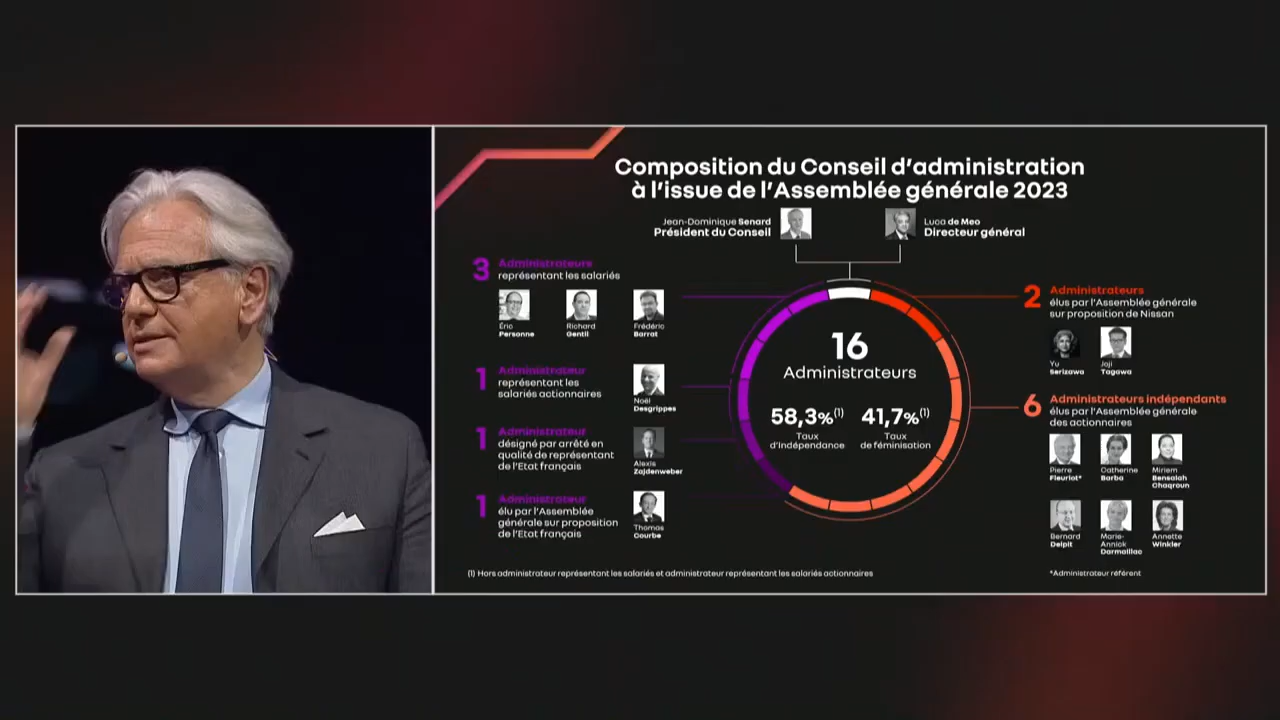 Composition du Conseil d'administration
à l'issue de l'Assemblée générale 2023
Jean-Dominique Senard
Président du Conseil
Luca de Meo
Directeur général
3 Administrateurs
représentant les salariés
Éric
Personne
Richard
Gentil
Frédéric
Barrat
1 Administrateur
représentant les
salariés actionnaires
Noël
Desgrippes
1 Administrateur
désigné par arrêté en
qualité de représentant
de l'Etat français
Alexis
Zajdenweber
1 Administrateur
élu par l'Assemblée
générale sur proposition
de l'Etat français
Thomas
Courbe
16
Administrateurs
58,3%(1)
Taux
d'indépendance
41,7%(1)
Taux
de féminisation
2 Administrateurs
élus par l'Assemblée générale
sur proposition de Nissan
Yu
Serizawa
Joji
Tagawa
6 Administrateurs indépendants
élus par l'Assemblée générale
des actionnaires
Pierre
Fleuriot*
Catherine
Barba
Miriem
Bensalah
Chaqroun
Bernard
Delpit
Marie-
Annick
Darmaillac
Annette
Winkler
(1) Hors administrateur représentant les salariés et administrateur représentant les salariés actionnaires
*Administrateur référent